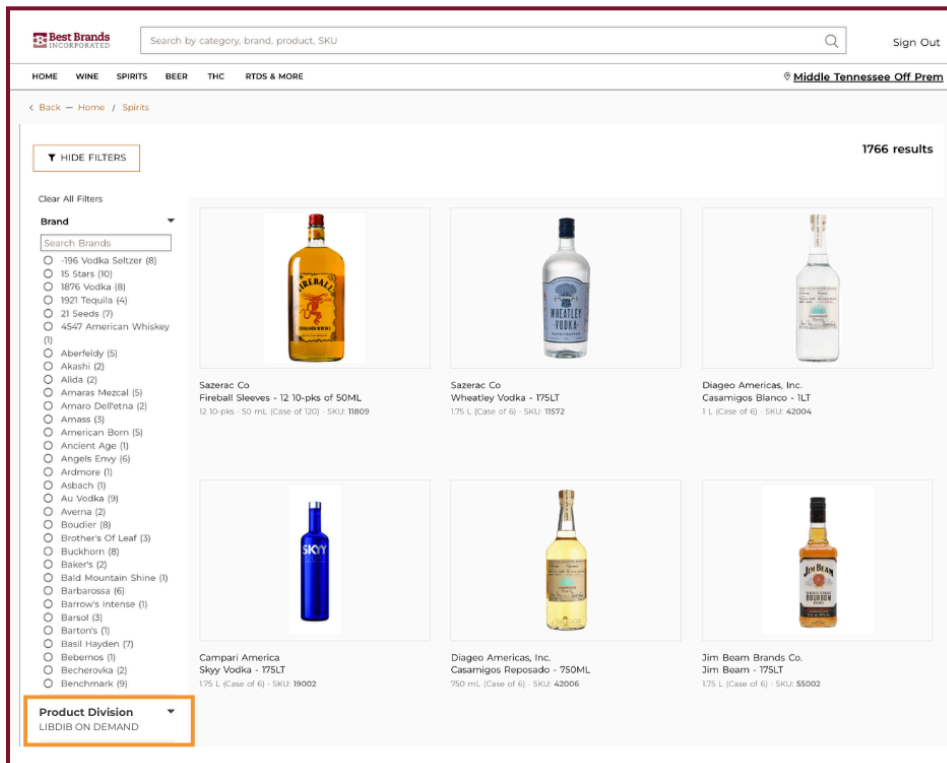 Best Brands
INCORPORATED
Search by category, brand, product, SKU
Sign Out
HOME WINE SPIRITS BEER THC RTDS & MORE
Middle Tennessee Off Prem
< Back — Home / Spirits
HIDE FILTERS
1766 results
Clear All Filters
Brand
Search Brands
-196 Vodka Seltzer (8)
15 Stars (10)
1876 Vodka (8)
1921 Tequila (4)
21 Seeds (7)
4547 American Whiskey
(1)
Aberfeldy (5)
Akashi (2)
Alida (2)
Amaras Mezcal (5)
Amaro Dell'etna (2)
Amass (3)
American Born (5)
Ancient Age (1)
Angels Envy (6)
Ardmore (1)
Asbach (1)
Au Vodka (9)
Averna (2)
Boudier (8)
Brother's Of Leaf (3)
Buckhorn (8)
Baker's (2)
Bald Mountain Shine (1)
Barbarossa (6)
Barrow's Intense (1)
Barsol (3)
Barton's (1)
Basil Hayden (7)
Bebemos (1)
Becherovka (2)
Benchmark (9)
Product Division
LIBDIB ON DEMAND
FIREBALL
CINNAMON WHISKY
Sazerac Co
Fireball Sleeves - 12 10-pks of 50ML
12 10-pks - 50 mL (Case of 120) - SKU: 11809
WHEATLEY
VODKA
Sazerac Co
Wheatley Vodka - 175LT
1.75 L (Case of 6) - SKU: 11572
Diageo Americas, Inc.
Casamigos Blanco - 1LT
1 L (Case of 6) - SKU: 42004
SKYY
Campari America
Skyy Vodka - 175LT
1.75 L (Case of 6) - SKU: 19002
Diageo Americas, Inc.
Casamigos Reposado - 750ML
750 mL (Case of 6) - SKU: 42006
JIM BEAM
BOURBON
Jim Beam Brands Co.
Jim Beam - 175LT
1.75 L (Case of 6) - SKU: 55002